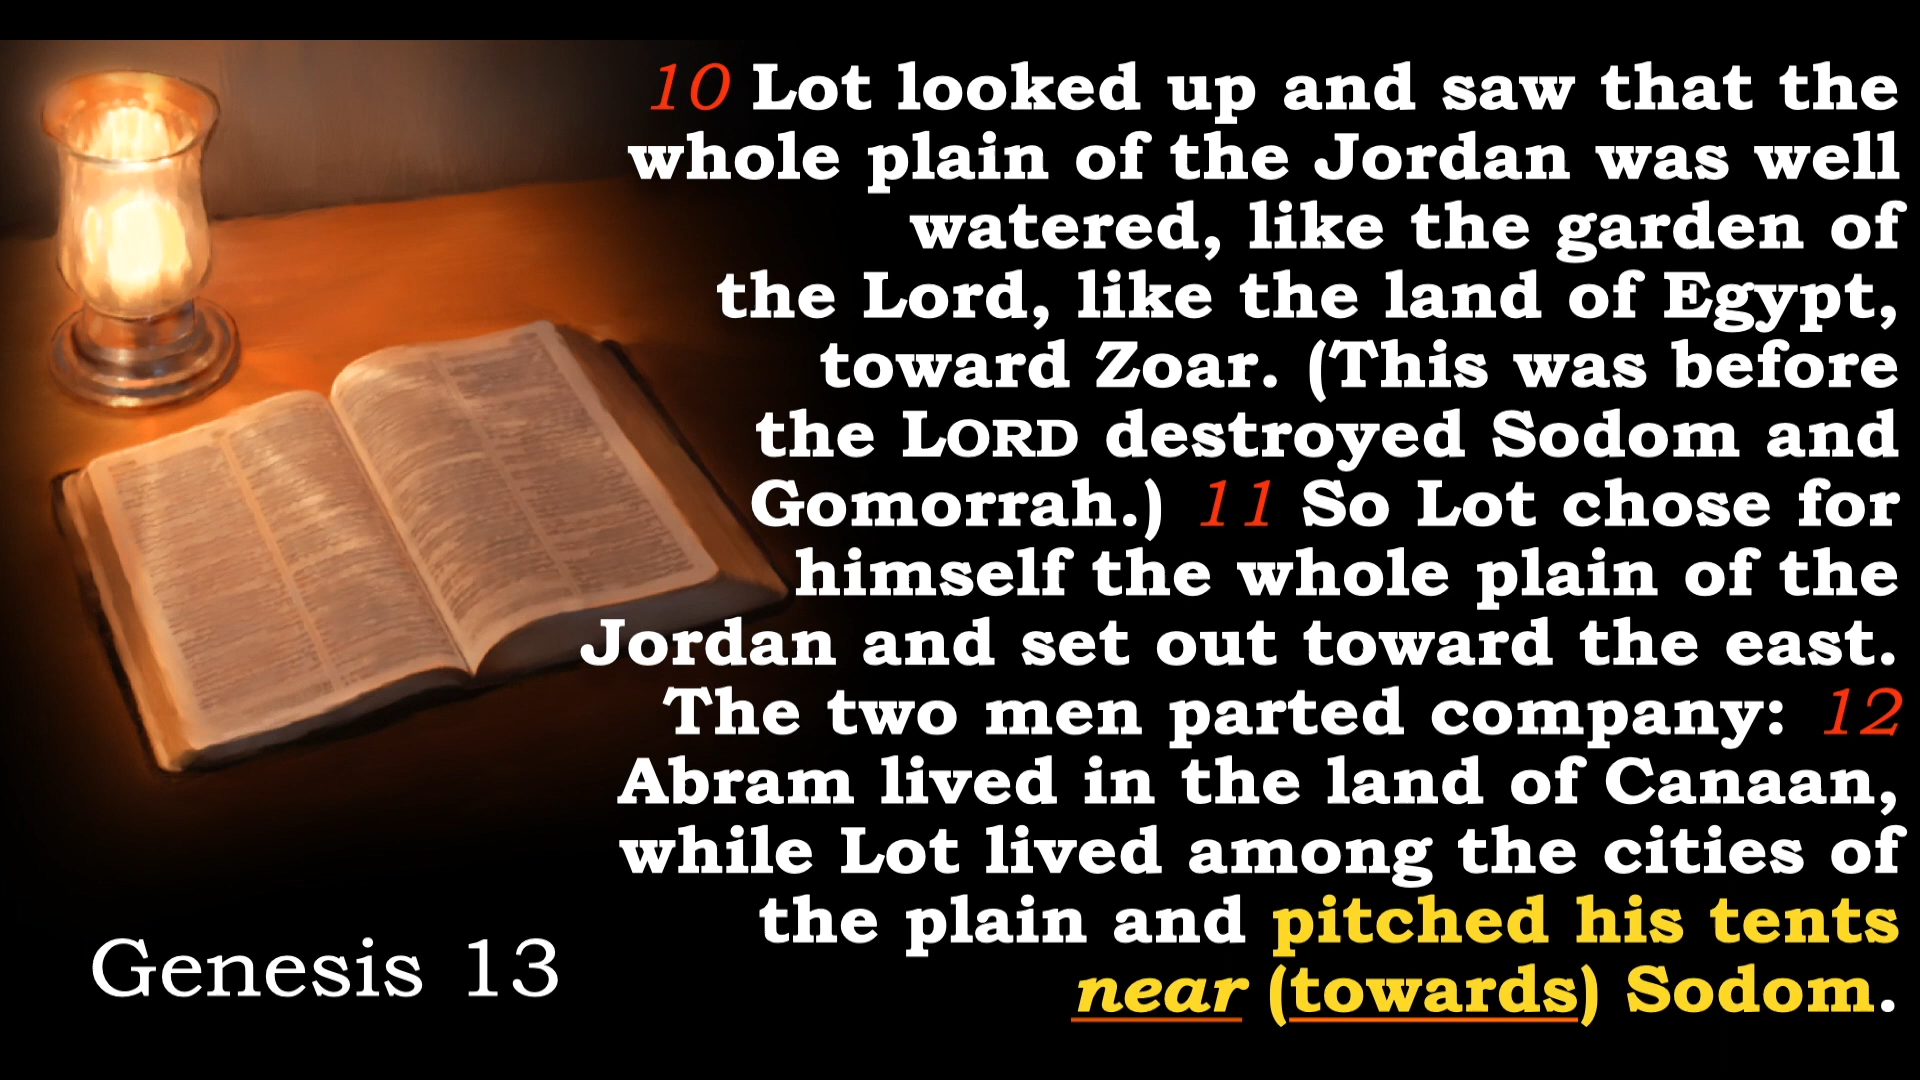 10 Lot looked up and saw that the
whole plain of the Jordan was well
watered, like the garden of
the Lord, like the land of Egypt,
toward Zoar. (This was before
the LORD destroyed Sodom and
Gomorrah.) 11 So Lot chose for
himself the whole plain of the
Jordan and set out toward the east.
The two men parted company: 12
Abram lived in the land of Canaan,
while Lot lived among the cities of
the plain and pitched his tents
near (towards) Sodom.
Genesis 13